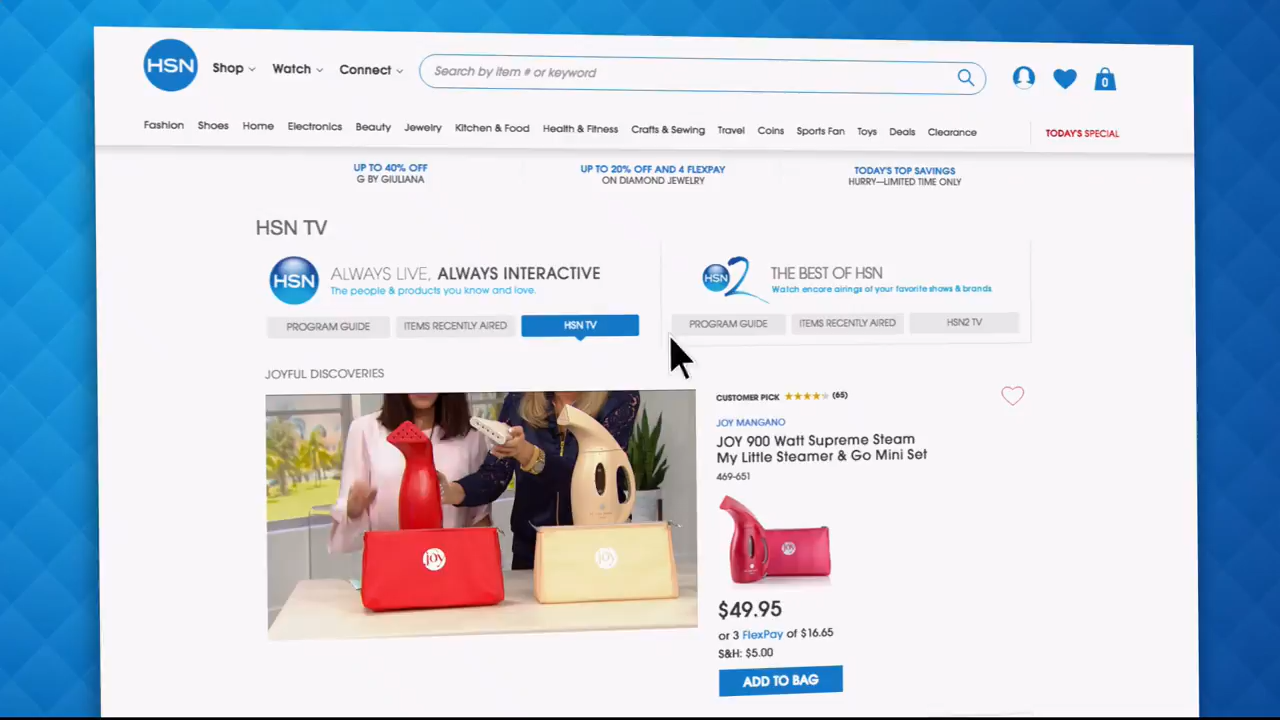 HSN
Shop
Watch
Connect
Search by item # or keyword
0
Fashion
Shoes
Home
Electronics
Beauty
Jewelry
Kitchen & Food
Health & Fitness
Crafts & Sewing
Travel
Coins
Sports Fan
Toys
Deals
Clearance
TODAY'S SPECIAL
UP TO 40% OFF
G BY GIULIANA
UP TO 20% OFF AND 4 FLEXPAY
ON DIAMOND JEWELRY
TODAY'S TOP SAVINGS
HURRY—LIMITED TIME ONLY
HSN TV
HSN
ALWAYS LIVE, ALWAYS INTERACTIVE
The people & products you know and love.
PROGRAM GUIDE
ITEMS RECENTLY AIRED
HSN TV
HSN2
THE BEST OF HSN
Watch encore airings of your favorite shows & brands.
PROGRAM GUIDE
ITEMS RECENTLY AIRED
HSN2 TV
JOYFUL DISCOVERIES
joy
joy
CUSTOMER PICK ★★★★★ (65)
JOY MANGANO
JOY 900 Watt Supreme Steam
My Little Steamer & Go Mini Set
469-651
joy
$49.95
or 3 FlexPay of $16.65
S&H: $5.00
ADD TO BAG